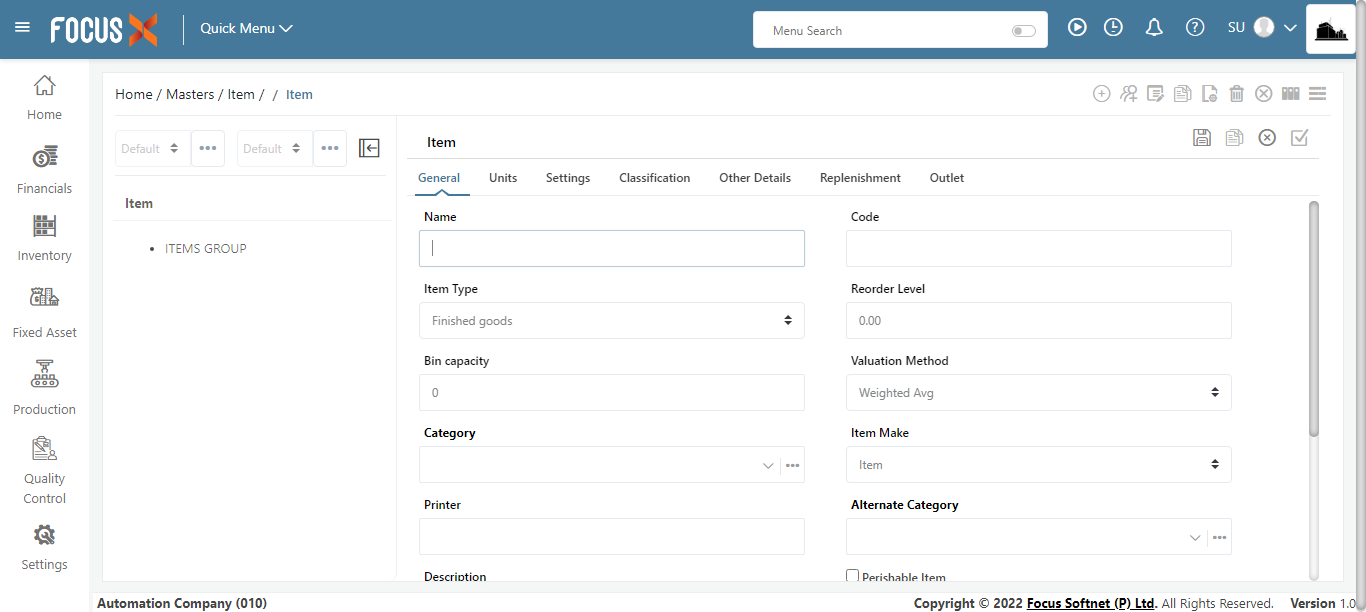 FOCUS X
Quick Menu
Menu Search
SU
Home
Financials
Inventory
Fixed Asset
Production
Quality
Control
Settings
Home / Masters / Item / / Item
Default
Default
Item
ITEMS GROUP
Item
General Units Settings Classification Other Details Replenishment Outlet
Name Code
Item Type Reorder Level
Finished goods 0.00
Bin capacity Valuation Method
0 Weighted Avg
Category Item Make
Item
Printer Alternate Category
Description Perishable Item
Automation Company (010)
Copyright © 2022 Focus Softnet (P) Ltd. All Rights Reserved. Version 1.0